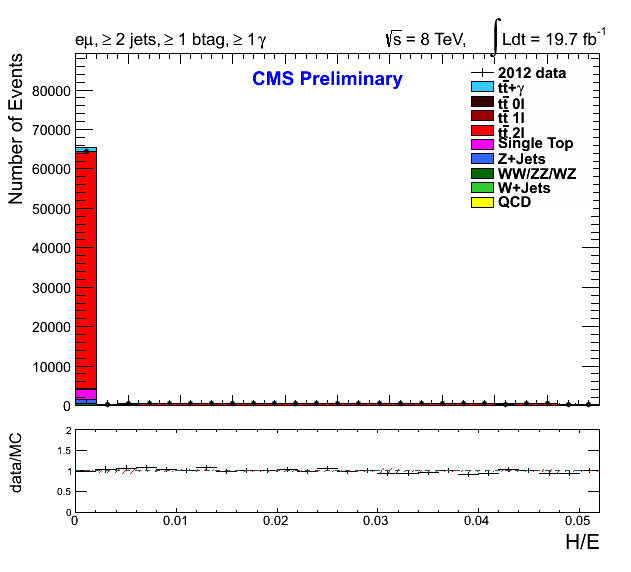 eμ, ≥ 2 jets, ≥ 1 btag, ≥ 1 γ
√s = 8 TeV, ∫ Ldt = 19.7 fb⁻¹
CMS Preliminary
2012 data
tt̄+γ
tt̄ 0l
tt̄ 1l
tt̄ 2l
Single Top
Z+Jets
WW/ZZ/WZ
W+Jets
QCD
Number of Events
80000
70000
60000
50000
40000
30000
20000
10000
0
data/MC
2
1.5
1
0.5
0
0 0.01 0.02 0.03 0.04 0.05
H/E